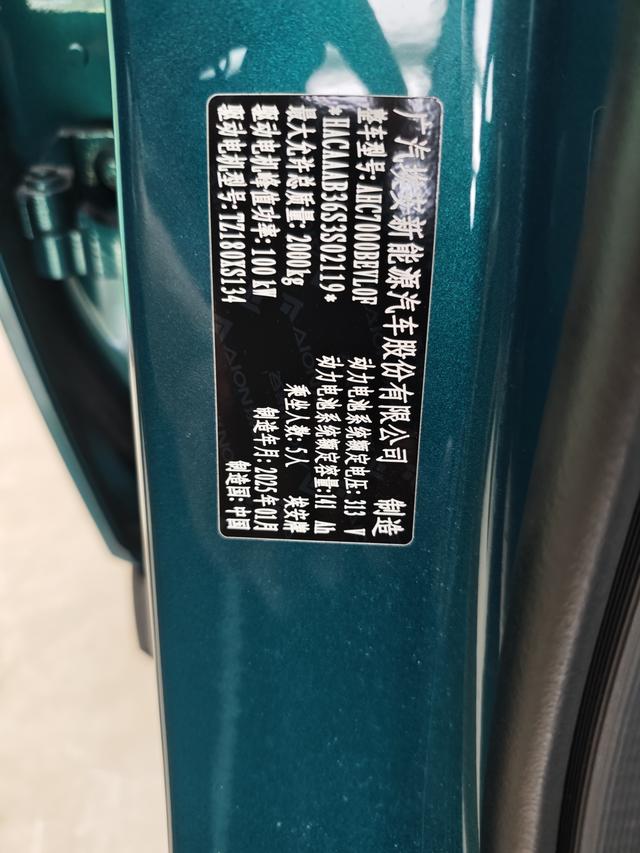 广汽埃安新能源汽车股份有限公司 制造
整车型号:AHC7000BEVL0F 动力电池系统额定电压:313 V
*HACAAAB36S3S02119* 动力电池系统额定容量:141 Ah
最大允许总质量:2000kg 乘坐人数:5人 埃安牌
驱动电机峰值功率:100 kW 制造年月:2025年01月
驱动电机型号:TZ180XS134 制造国:中国
AION